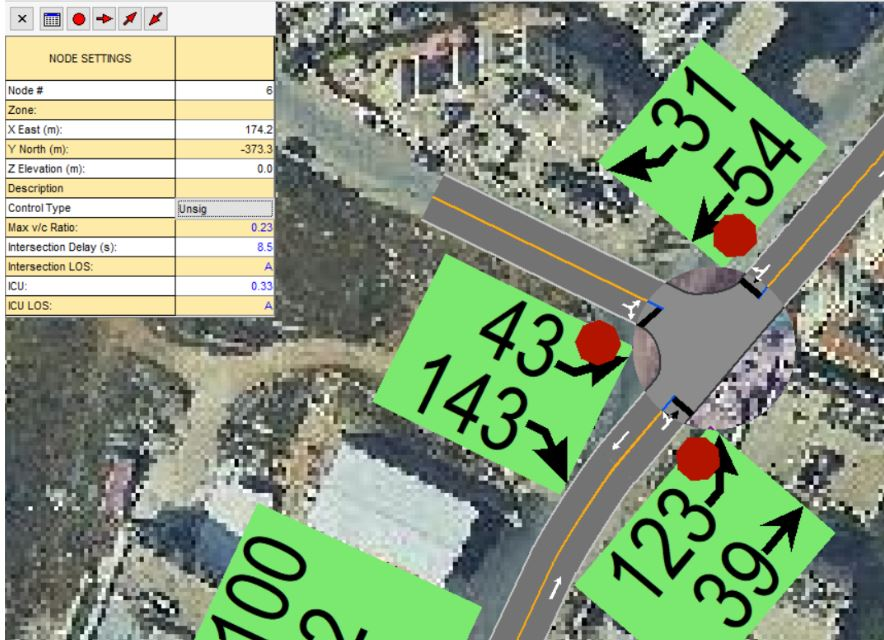 NODE SETTINGS
Node # 6
Zone:
X East (m): 174.2
Y North (m): -373.3
Z Elevation (m): 0.0
Description
Control Type Unsig
Max v/c Ratio: 0.23
Intersection Delay (s): 8.5
Intersection LOS: A
ICU: 0.33
ICU LOS: A
31
54
43
143
123
39
100